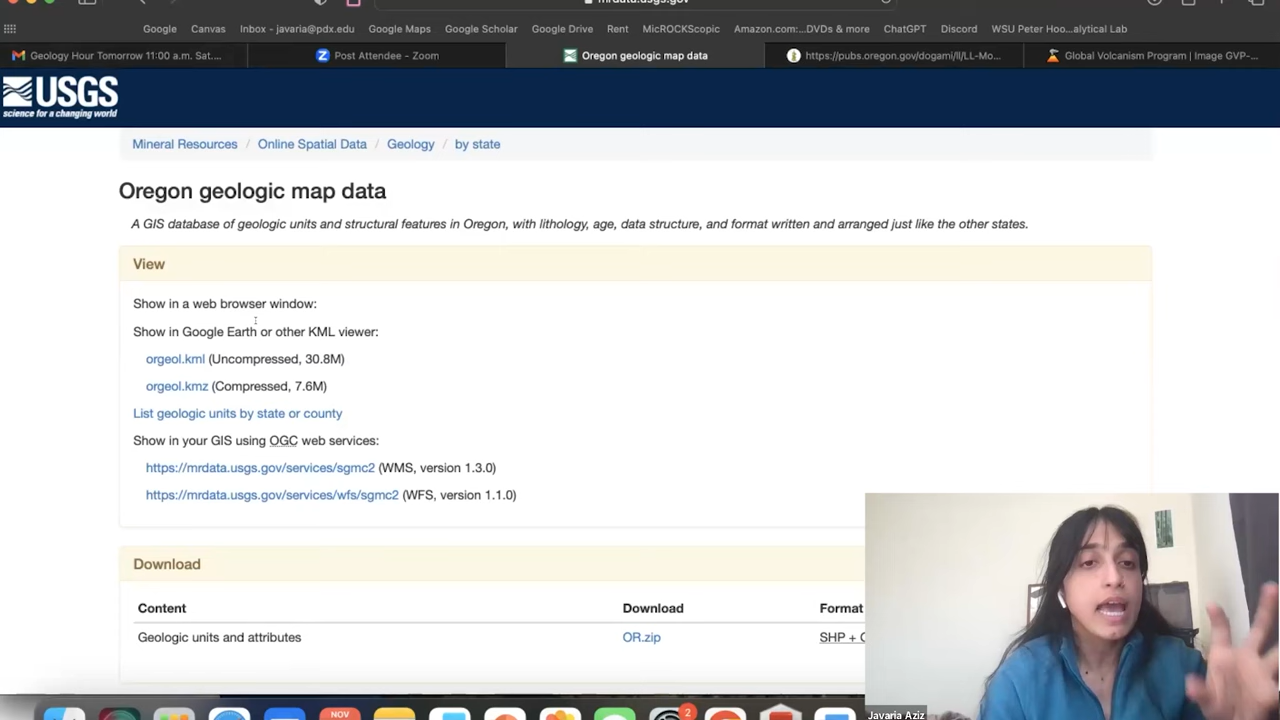 mrdata.usgs.gov
Google Canvas Inbox - javaria@pdx.edu Google Maps Google Scholar Google Drive Rent MicROCKScopic Amazon.com:...DVDs & more ChatGPT Discord WSU Peter Hoo...alytical Lab
Geology Hour Tomorrow 11:00 a.m. Sat.... Post Attendee - Zoom Oregon geologic map data https://pubs.oregon.gov/dogami/ll/LL-Mo... Global Volcanism Program | Image GVP-...
USGS
science for a changing world
Mineral Resources / Online Spatial Data / Geology / by state
Oregon geologic map data
A GIS database of geologic units and structural features in Oregon, with lithology, age, data structure, and format written and arranged just like the other states.
View
Show in a web browser window:
Show in Google Earth or other KML viewer:
orgeol.kml (Uncompressed, 30.8M)
orgeol.kmz (Compressed, 7.6M)
List geologic units by state or county
Show in your GIS using OGC web services:
https://mrdata.usgs.gov/services/sgmc2 (WMS, version 1.3.0)
https://mrdata.usgs.gov/services/wfs/sgmc2 (WFS, version 1.1.0)
Download
Content Download Format
Geologic units and attributes OR.zip SHP +
NOV 2
Javaria Aziz